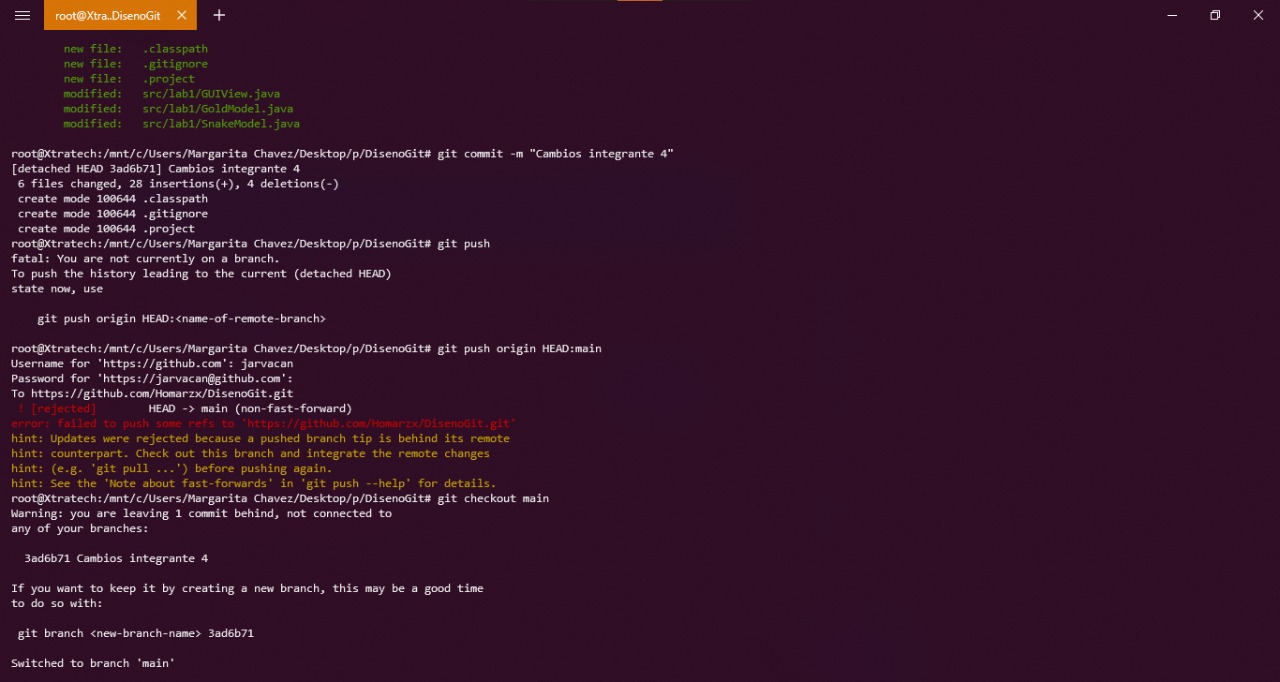 root@Xtra..DisenoGit
new file:   .classpath
new file:   .gitignore
new file:   .project
modified:   src/lab1/GUIView.java
modified:   src/lab1/GoldModel.java
modified:   src/lab1/SnakeModel.java
root@Xtratech:/mnt/c/Users/Margarita Chavez/Desktop/p/DisenoGit# git commit -m "Cambios integrante 4"
[detached HEAD 3ad6b71] Cambios integrante 4
 6 files changed, 28 insertions(+), 4 deletions(-)
 create mode 100644 .classpath
 create mode 100644 .gitignore
 create mode 100644 .project
root@Xtratech:/mnt/c/Users/Margarita Chavez/Desktop/p/DisenoGit# git push
fatal: You are not currently on a branch.
To push the history leading to the current (detached HEAD)
state now, use
    git push origin HEAD:<name-of-remote-branch>
root@Xtratech:/mnt/c/Users/Margarita Chavez/Desktop/p/DisenoGit# git push origin HEAD:main
Username for 'https://github.com': jarvacan
Password for 'https://jarvacan@github.com':
To https://github.com/Homarzx/DisenoGit.git
 ! [rejected]        HEAD -> main (non-fast-forward)
error: failed to push some refs to 'https://github.com/Homarzx/DisenoGit.git'
hint: Updates were rejected because a pushed branch tip is behind its remote
hint: counterpart. Check out this branch and integrate the remote changes
hint: (e.g. 'git pull ...') before pushing again.
hint: See the 'Note about fast-forwards' in 'git push --help' for details.
root@Xtratech:/mnt/c/Users/Margarita Chavez/Desktop/p/DisenoGit# git checkout main
Warning: you are leaving 1 commit behind, not connected to
any of your branches:
  3ad6b71 Cambios integrante 4
If you want to keep it by creating a new branch, this may be a good time
to do so with:
 git branch <new-branch-name> 3ad6b71
Switched to branch 'main'